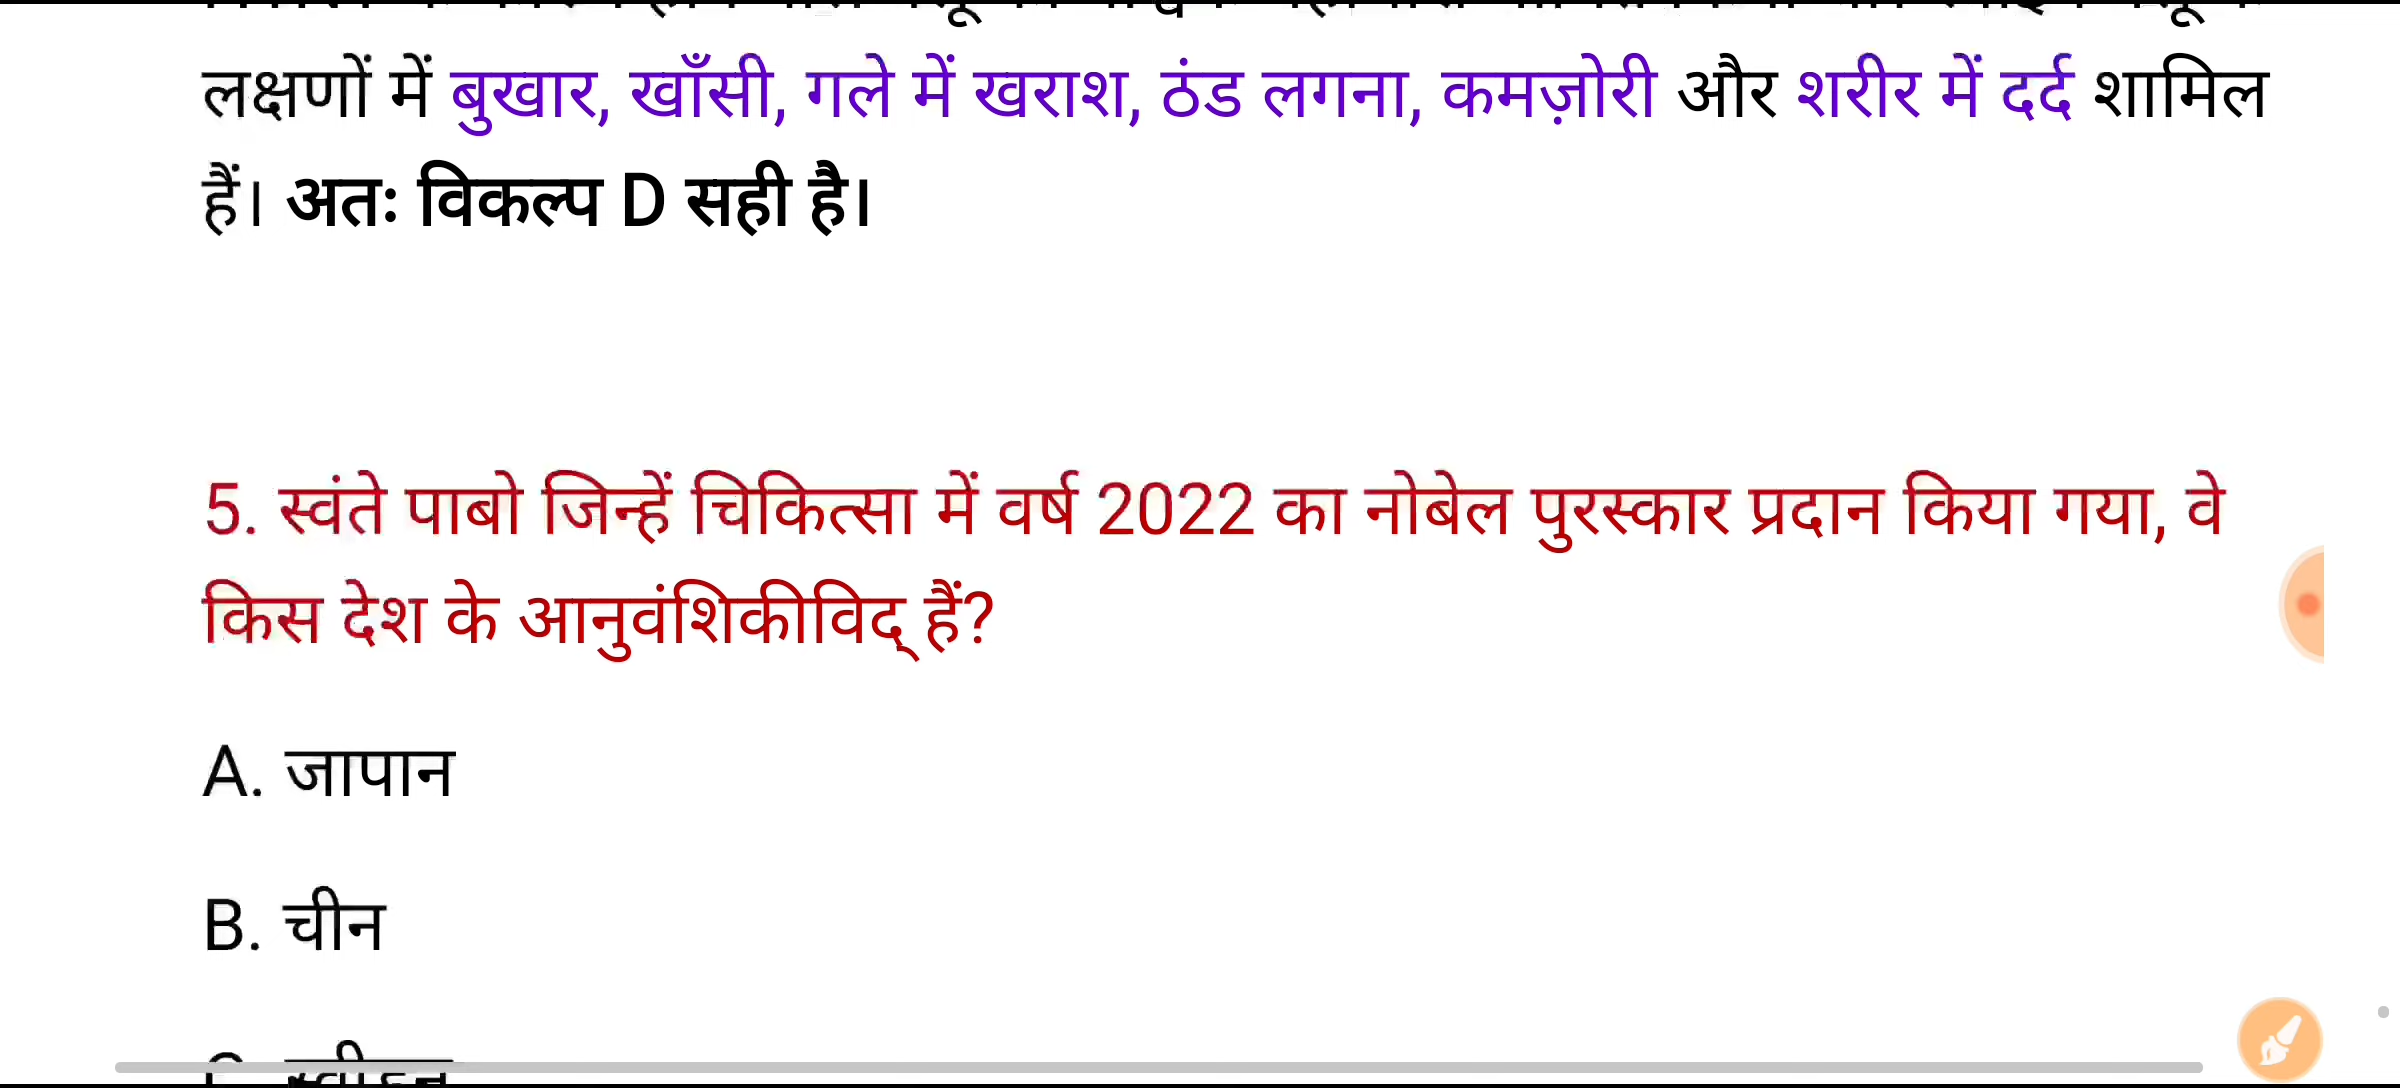 लक्षणों में बुखार, खाँसी, गले में खराश, ठंड लगना, कमज़ोरी और शरीर में दर्द शामिल
हैं। अतः विकल्प D सही है।
5. स्वंते पाबो जिन्हें चिकित्सा में वर्ष 2022 का नोबेल पुरस्कार प्रदान किया गया, वे
किस देश के आनुवंशिकीविद् हैं?
A. जापान
B. चीन